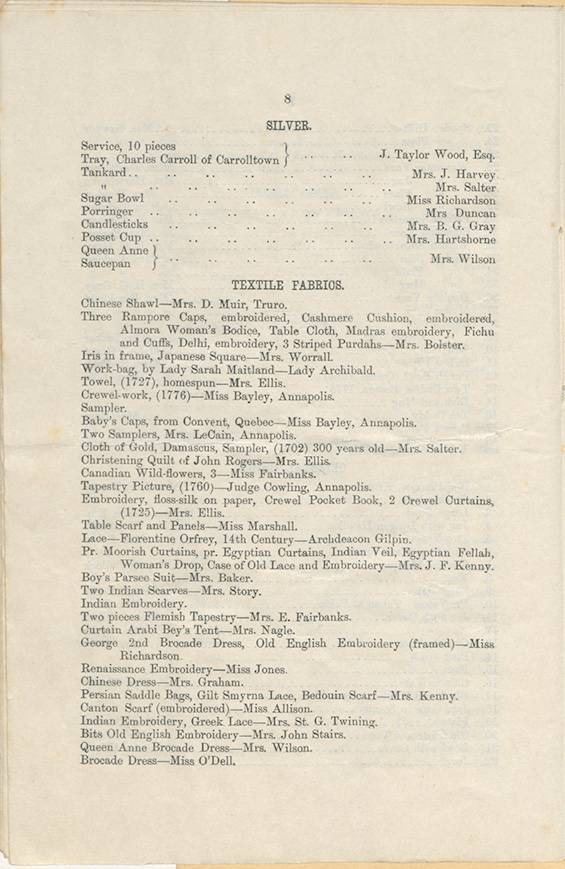 8
SILVER.
Service, 10 pieces
Tray, Charles Carroll of Carrolltown } .. .. J. Taylor Wood, Esq.
Tankard.. .. .. .. .. .. .. Mrs. J. Harvey
" .. .. .. .. .. .. .. Mrs. Salter
Sugar Bowl .. .. .. .. .. .. Miss Richardson
Porringer .. .. .. .. .. .. .. Mrs Duncan
Candlesticks .. .. .. .. .. .. Mrs. B. G. Gray
Posset Cup .. .. .. .. .. .. .. Mrs. Hartshorne
Queen Anne
Saucepan } .. .. .. .. .. .. Mrs. Wilson
TEXTILE FABRICS.
Chinese Shawl—Mrs. D. Muir, Truro.
Three Rampore Caps, embroidered, Cashmere Cushion, embroidered,
Almora Woman's Bodice, Table Cloth, Madras embroidery, Fichu
and Cuffs, Delhi, embroidery, 3 Striped Purdahs—Mrs. Bolster.
Iris in frame, Japanese Square—Mrs. Worrall.
Work-bag, by Lady Sarah Maitland—Lady Archibald.
Towel, (1727), homespun—Mrs. Ellis.
Crewel-work, (1776)—Miss Bayley, Annapolis.
Sampler.
Baby's Caps, from Convent, Quebec—Miss Bayley, Annapolis.
Two Samplers, Mrs. LeCain, Annapolis.
Cloth of Gold, Damascus, Sampler, (1702) 300 years old—Mrs. Salter.
Christening Quilt of John Rogers—Mrs. Ellis.
Canadian Wild-flowers, 3—Miss Fairbanks.
Tapestry Picture, (1760)—Judge Cowling, Annapolis.
Embroidery, floss-silk on paper, Crewel Pocket Book, 2 Crewel Curtains,
(1725)—Mrs. Ellis.
Table Scarf and Panels—Miss Marshall.
Lace—Florentine Orfrey, 14th Century—Archdeacon Gilpin.
Pr. Moorish Curtains, pr. Egyptian Curtains, Indian Veil, Egyptian Fellah,
Woman's Drop, Case of Old Lace and Embroidery—Mrs. J. F. Kenny.
Boy's Parsee Suit—Mrs. Baker.
Two Indian Scarves—Mrs. Story.
Indian Embroidery.
Two pieces Flemish Tapestry—Mrs. E. Fairbanks.
Curtain Arabi Bey's Tent—Mrs. Nagle.
George 2nd Brocade Dress, Old English Embroidery (framed)—Miss
Richardson
Renaissance Embroidery—Miss Jones.
Chinese Dress—Mrs. Graham.
Persian Saddle Bags, Gilt Smyrna Lace, Bedouin Scarf—Mrs. Kenny.
Canton Scarf (embroidered)—Miss Allison.
Indian Embroidery, Greek Lace—Mrs. St. G. Twining.
Bits Old English Embroidery—Mrs. John Stairs.
Queen Anne Brocade Dress—Mrs. Wilson.
Brocade Dress—Miss O'Dell.